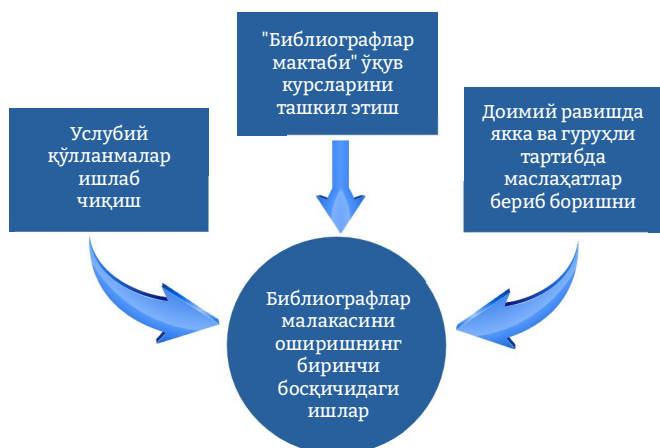 "Библиографлар
мактаби" ўқув
курсларини
ташкил этиш
Услубий
қўлланмалар
ишлаб
чиқиш
Доимий равишда
якка ва гуруҳли
тартибда
маслаҳатлар
бериб боришни
Библиографлар
малакасини
оширишнинг
биринчи
босқичидаги
ишлар